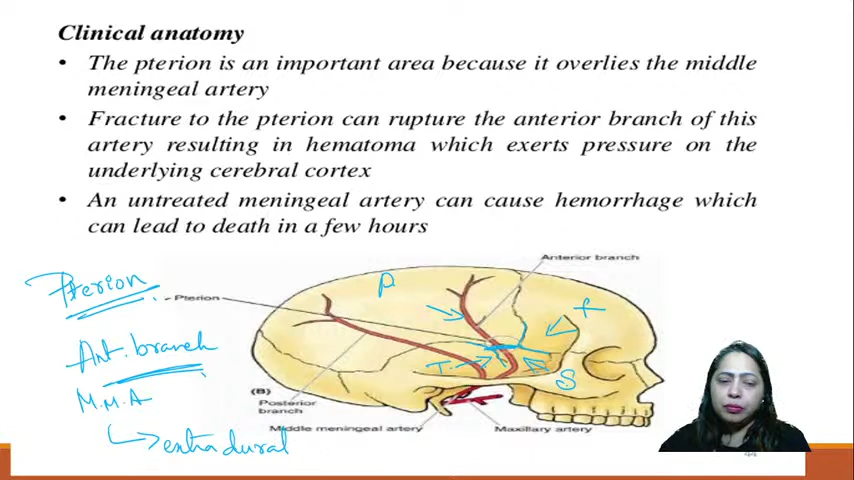 Clinical anatomy
• The pterion is an important area because it overlies the middle
meningeal artery
• Fracture to the pterion can rupture the anterior branch of this
artery resulting in hematoma which exerts pressure on the
underlying cerebral cortex
• An untreated meningeal artery can cause hemorrhage which
can lead to death in a few hours
Anterior branch
Pterion
P
Pterion
f
Ant. branch
T
S
(B)
M.M.A
Posterior
branch
Middle meningeal artery
Maxillary artery
extradural